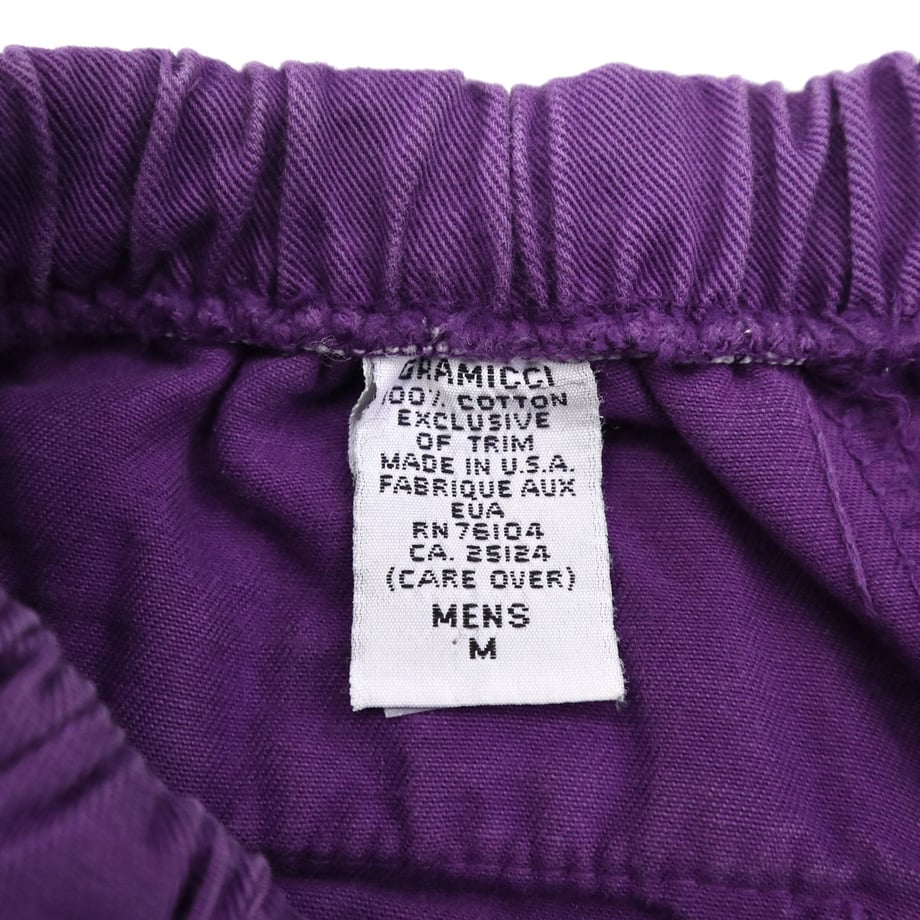 GRAMICCI
100% COTTON
EXCLUSIVE
OF TRIM
MADE IN U.S.A.
FABRIQUE AUX
EUA
RN 76104
CA. 25124
(CARE OVER)
MENS
M